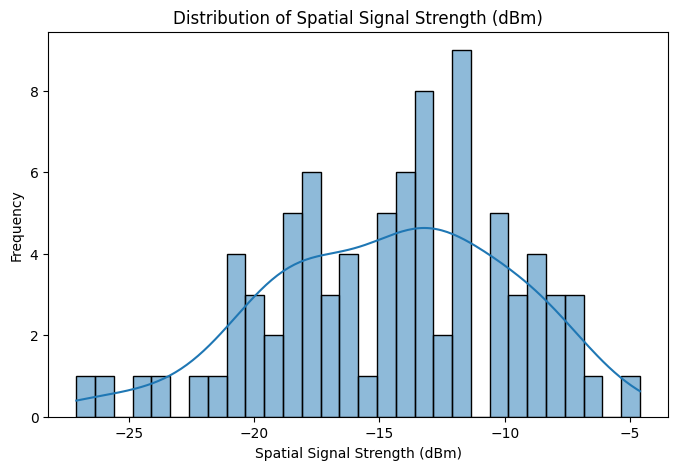 Distribution of Spatial Signal Strength (dBm)
8
6
4
2
0
Frequency
−25 −20 −15 −10 −5
Spatial Signal Strength (dBm)